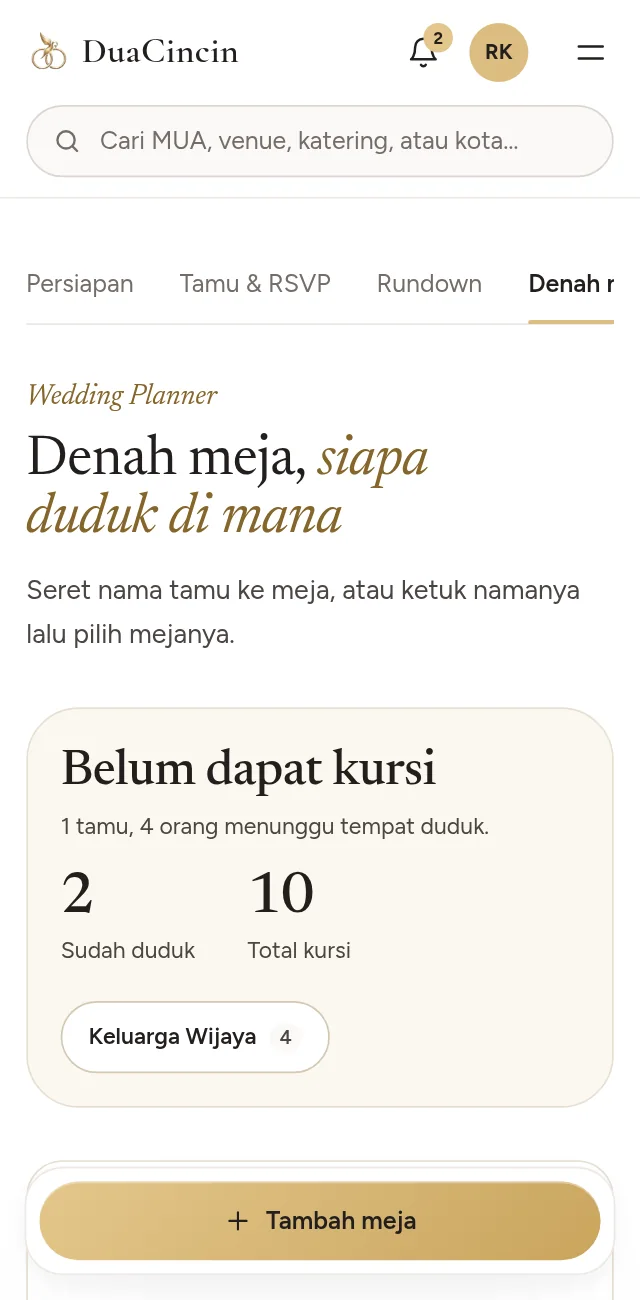 DuaCincin
2
RK
Cari MUA, venue, katering, atau kota...
Persiapan
Tamu & RSVP
Rundown
Denah
Wedding Planner
Denah meja, siapa
duduk di mana
Seret nama tamu ke meja, atau ketuk namanya
lalu pilih mejanya.
Belum dapat kursi
1 tamu, 4 orang menunggu tempat duduk.
2
10
Sudah duduk
Total kursi
Keluarga Wijaya 4
+ Tambah meja